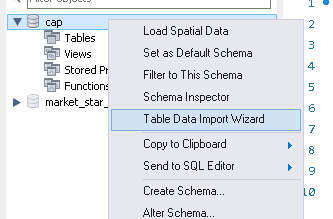 Filter objects
cap
Tables
Views
Stored Pr
Functions
market_star_
Load Spatial Data
Set as Default Schema
Filter to This Schema
Schema Inspector
Table Data Import Wizard
Copy to Clipboard
Send to SQL Editor
Create Schema...
Alter Schema...
1
2
3
4
5
6
7
8
9
10